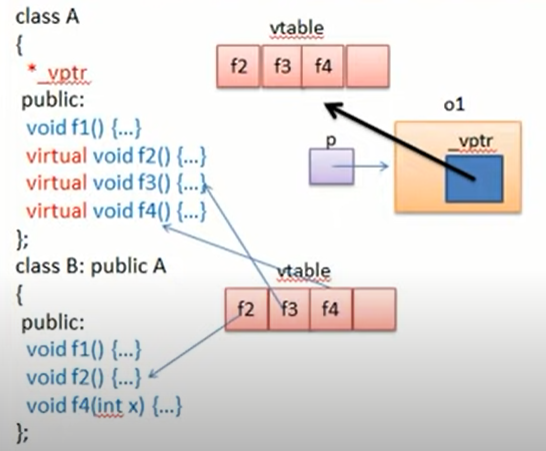 class A
{
* _vptr
public:
void f1() {...}
virtual void f2() {...}
virtual void f3() {...}
virtual void f4() {...}
};
class B: public A
{
public:
void f1() {...}
void f2() {...}
void f4(int x) {...}
};
vtable
f2 f3 f4
o1
p
_vptr
vtable
f2 f3 f4